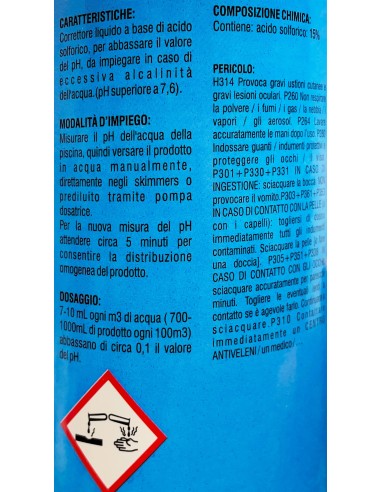 CARATTERISTICHE:
Correttore liquido a base di acido
solforico, per abbassare il valore
del pH, da impiegare in caso di
eccessiva alcalinità
dell'acqua.(pH superiore a 7,6).
MODALITÀ D'IMPIEGO:
Misurare il pH dell'acqua della
piscina, quindi versare il prodotto
in acqua manualmente,
direttamente negli skimmers o
prediluito tramite pompa
dosatrice.
Per la nuova misura del pH
attendere circa 5 minuti per
consentire la distribuzione
omogenea del prodotto.
DOSAGGIO:
7-10 mL ogni m3 di acqua ( 700-
1000mL di prodotto ogni 100m3)
abbassano di circa 0,1 il valore
del pH.
COMPOSIZIONE CHIMICA:
Contiene: acido solforico: 15%
PERICOLO:
H314 Provoca gravi ustioni cutanee e
gravi lesioni oculari. P260 Non respirare
la polvere / i fumi / i gas / la nebbia / i
vapori / gli aerosol. P264 Lavare
accuratamente le mani dopo l'uso. P280
Indossare guanti / indumenti protettivi /
proteggere gli occhi / il viso.
P301+P330+P331 IN CASO DI
INGESTIONE: sciacquare la bocca. NON
provocare il vomito.P303+P361+P353
IN CASO DI CONTATTO CON LA PELLE (o
con i capelli): togliersi di dosso
immediatamente tutti gli indumenti
contaminati. Sciacquare la pelle [o fare
una doccia]. P305+P351+P338 IN
CASO DI CONTATTO CON GLI OCCHI:
sciacquare accuratamente per parecchi
minuti. Togliere le eventuali lenti a
contatto se è agevole farlo. Continuare a
sciacquare.P310 Contattare
immediatamente un CENTRO
ANTIVELENI / un medico /